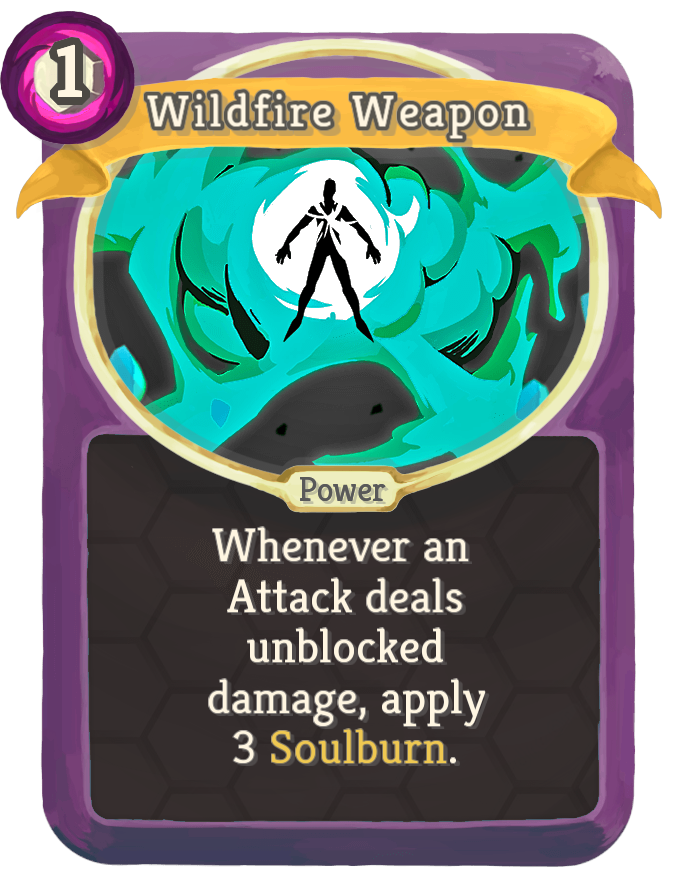 1
Wildfire Weapon
Power
Whenever an
Attack deals
unblocked
damage, apply
3 Soulburn.